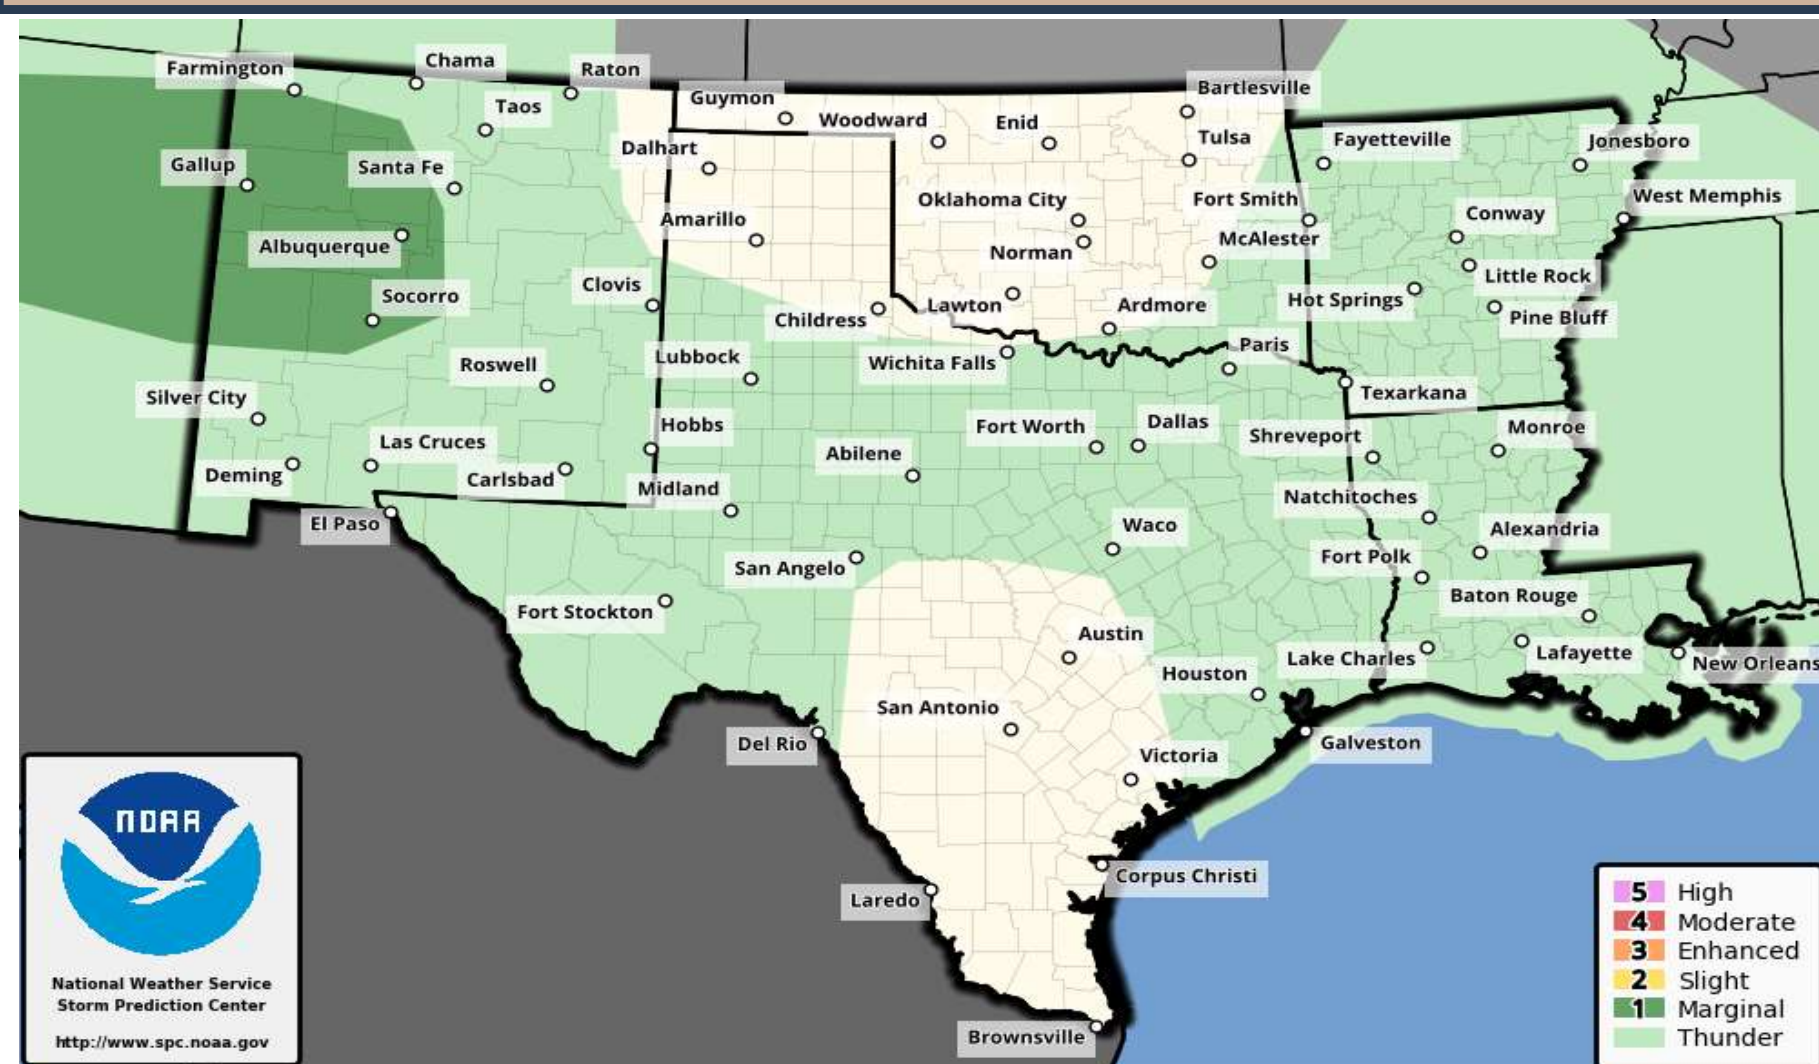 Chama
Farmington
Raton
Guymon
Bartlesville
Taos
Woodward
Enid
Tulsa
Fayetteville
Jonesboro
Dalhart
Gallup
Santa Fe
Oklahoma City
Fort Smith
West Memphis
Amarillo
Conway
Albuquerque
Norman
McAlester
Little Rock
Socorro
Clovis
Childress
Lawton
Ardmore
Hot Springs
Pine Bluff
Roswell
Lubbock
Wichita Falls
Paris
Silver City
Texarkana
Hobbs
Fort Worth
Dallas
Shreveport
Monroe
Las Cruces
Abilene
Deming
Carlsbad
Midland
Natchitoches
El Paso
Waco
Alexandria
San Angelo
Fort Polk
Fort Stockton
Baton Rouge
Austin
Houston
Lake Charles
Lafayette
New Orleans
San Antonio
Del Rio
Victoria
Galveston
Corpus Christi
Laredo
Brownsville
NOAA
National Weather Service
Storm Prediction Center
http://www.spc.noaa.gov
5 High
4 Moderate
3 Enhanced
2 Slight
1 Marginal
Thunder